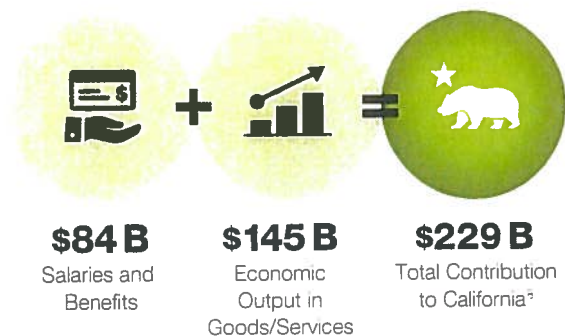 $
+
=
$84 B
Salaries and
Benefits
$145 B
Economic
Output in
Goods/Services
$229 B
Total Contribution
to California